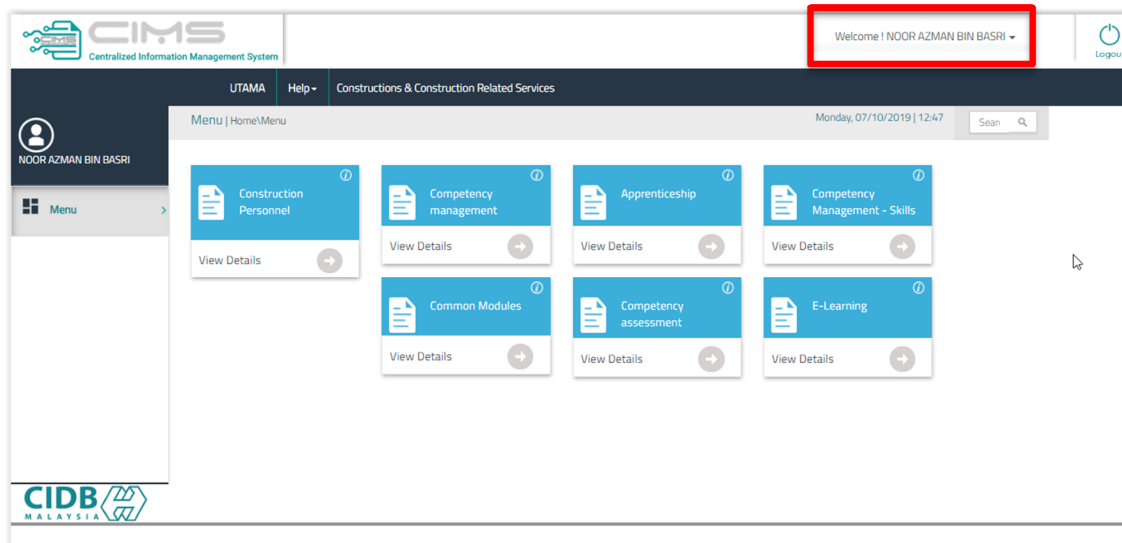 CIMS
CIMS
Centralized Information Management System
Welcome ! NOOR AZMAN BIN BASRI
Logou
UTAMA Help Constructions & Construction Related Services
NOOR AZMAN BIN BASRI
Menu | Home\Menu
Monday, 07/10/2019 | 12:47
Sear
Menu
Construction
Personnel
View Details
Competency
management
View Details
Apprenticeship
View Details
Competency
Management - Skills
View Details
Common Modules
View Details
Competency
assessment
View Details
E-Learning
View Details
CIDB
MALAYSIA